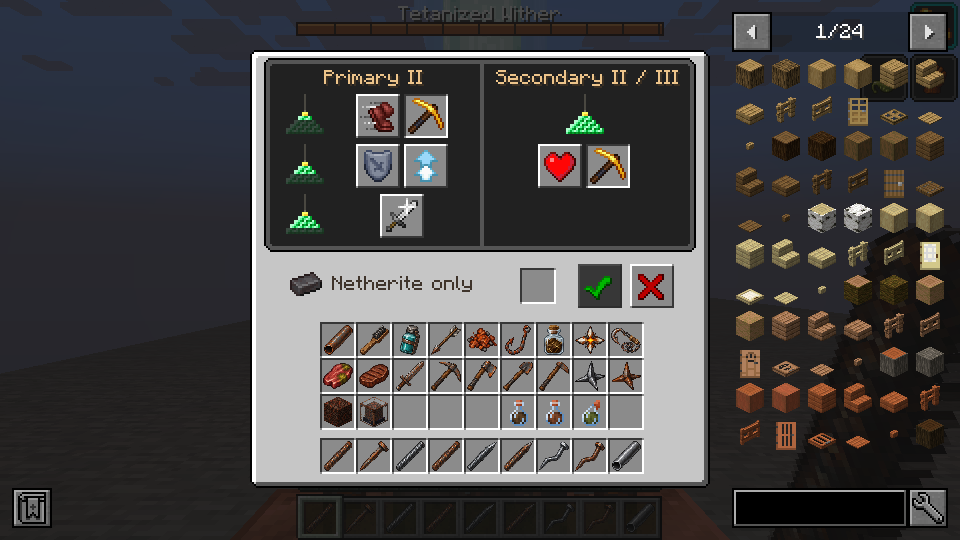 Tetanized Wither
1/24
Primary II
Secondary II / III
Netherite only